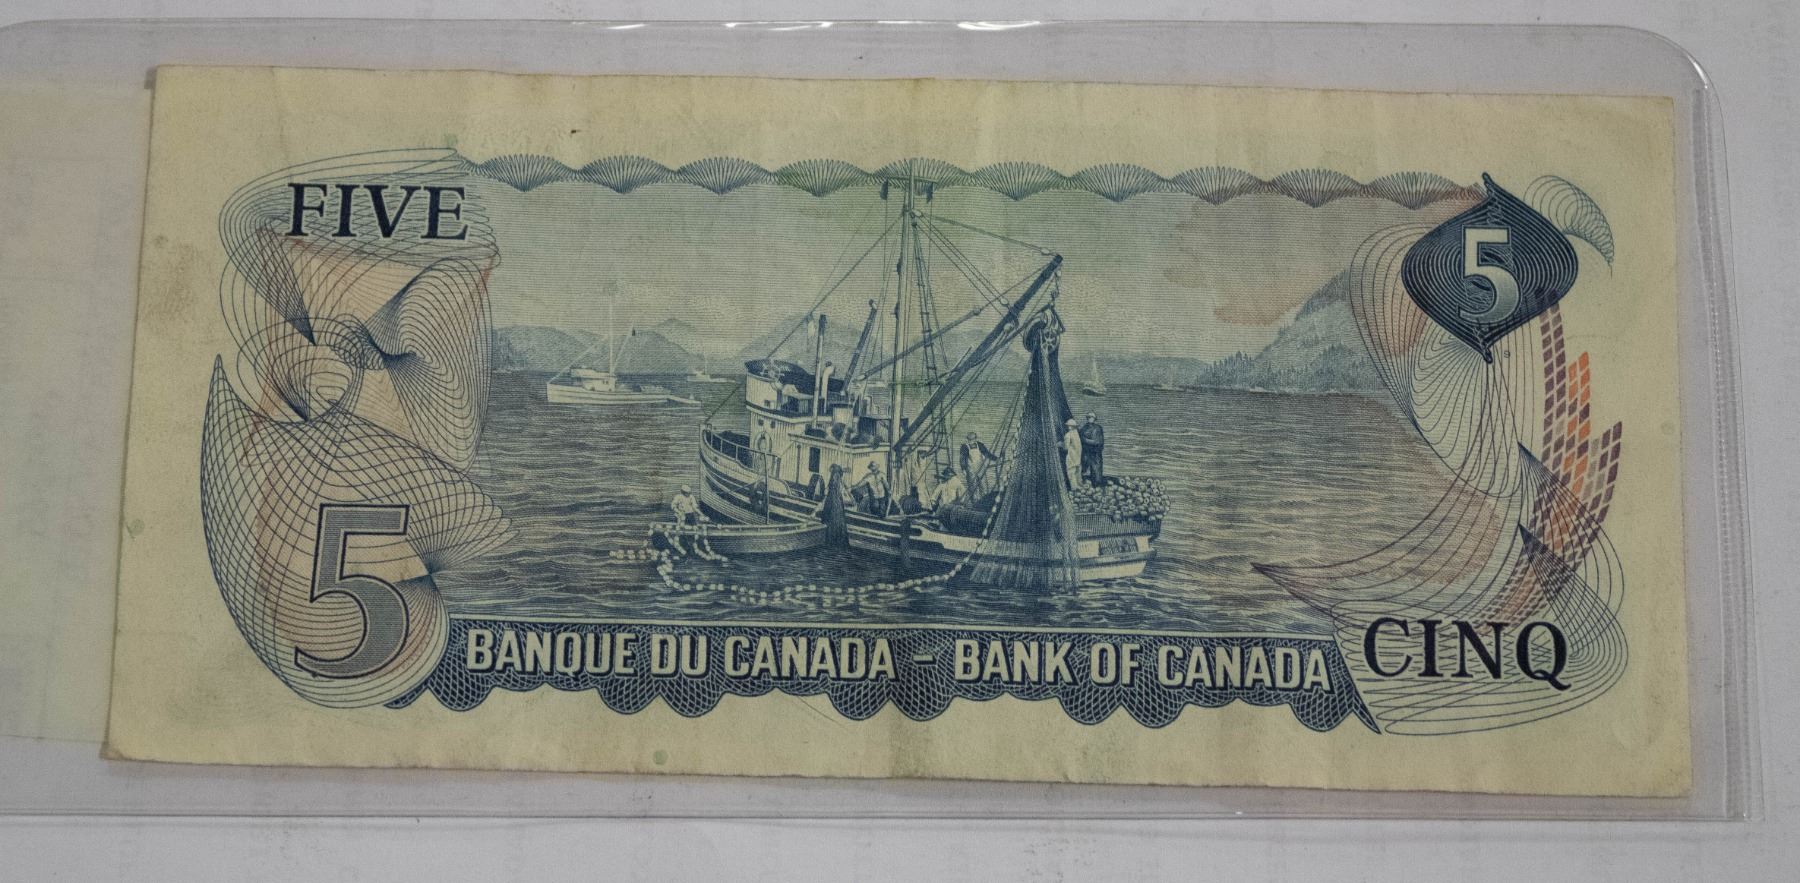 FIVE
5
5
BANQUE DU CANADA - BANK OF CANADA
CINQ